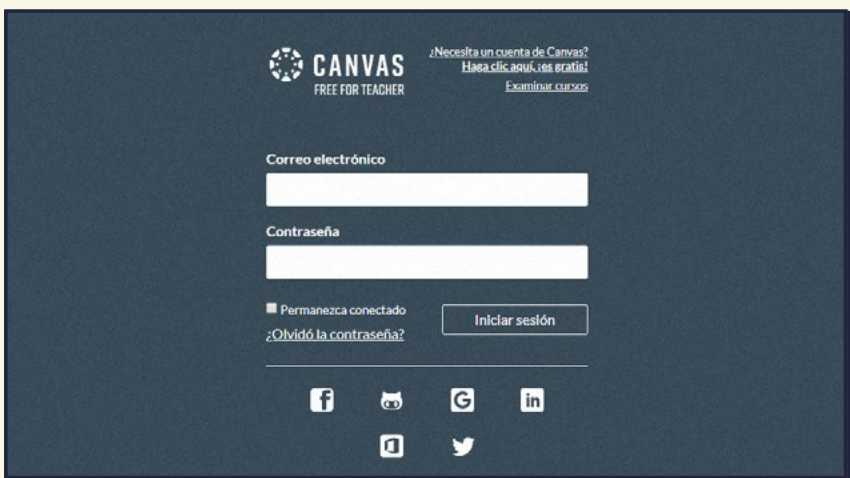 CANVAS
FREE FOR TEACHER
¿Necesita un cuenta de Canvas?
Haga clic aquí, ¡es gratis!
Examinar cursos
Correo electrónico
Contraseña
Permanezca conectado
Iniciar sesión
¿Olvidó la contraseña?